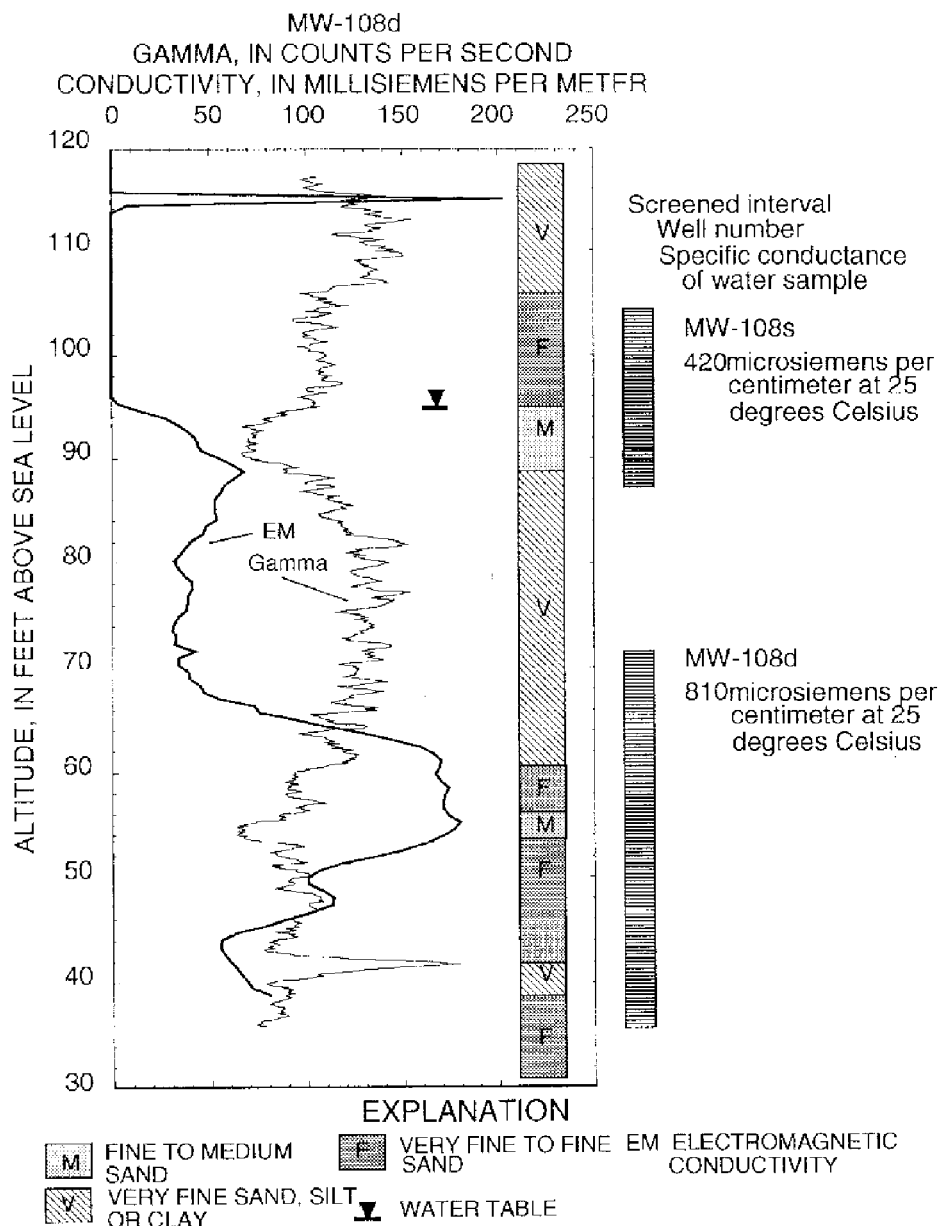 MW-108d
GAMMA, IN COUNTS PER SECOND
CONDUCTIVITY, IN MILLISIEMENS PER METER
0 50 100 150 200 250
120
110
100
90
80
70
60
50
40
30
ALTITUDE, IN FEET ABOVE SEA LEVEL
EM
Gamma
V
F
M
V
F
M
F
V
F
Screened interval
Well number
Specific conductance
of water sample
MW-108s
420microsiemens per
centimeter at 25
degrees Celsius
MW-108d
810microsiemens per
centimeter at 25
degrees Celsius
EXPLANATION
M FINE TO MEDIUM
SAND
V VERY FINE SAND, SILT
OR CLAY
F VERY FINE TO FINE
SAND
WATER TABLE
EM ELECTROMAGNETIC
CONDUCTIVITY